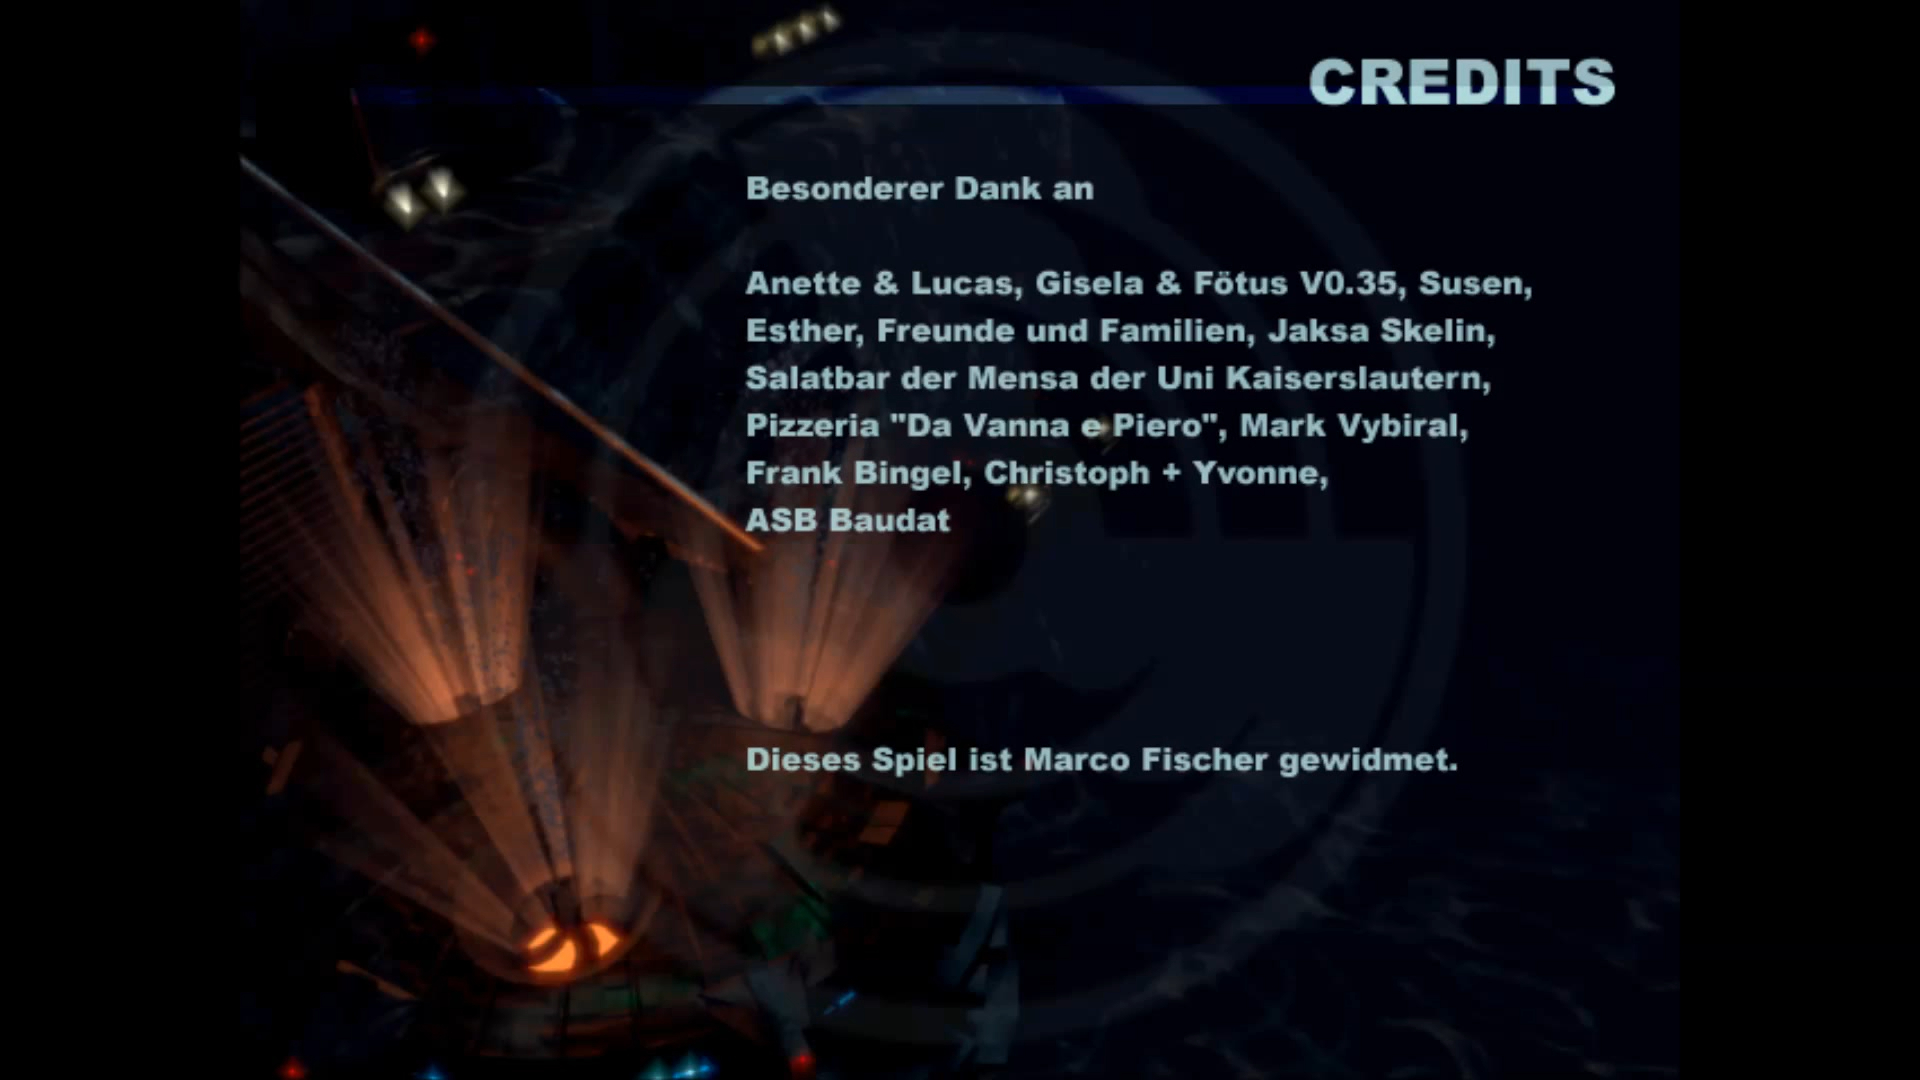 CREDITS
Besonderer Dank an
Anette & Lucas, Gisela & Fötus V0.35, Susen,
Esther, Freunde und Familien, Jaksa Skelin,
Salatbar der Mensa der Uni Kaiserslautern,
Pizzeria "Da Vanna e Piero", Mark Vybiral,
Frank Bingel, Christoph + Yvonne,
ASB Baudat
Dieses Spiel ist Marco Fischer gewidmet.